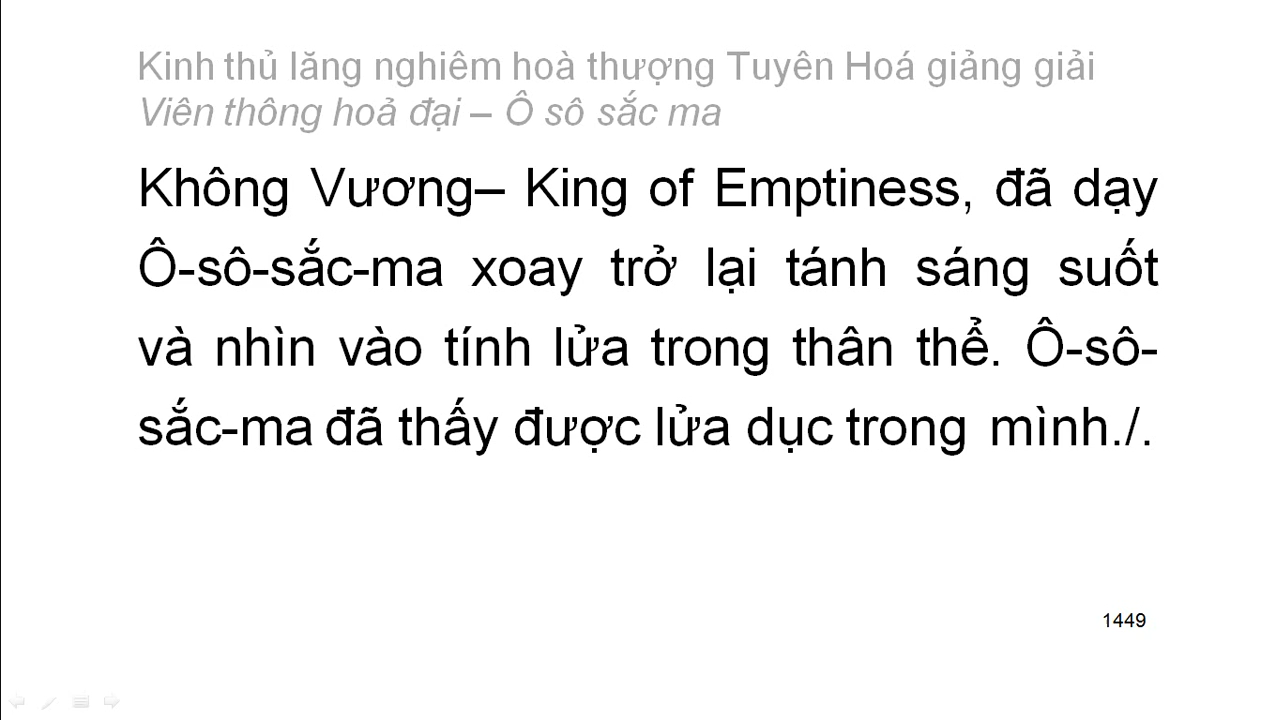 Kinh thủ lăng nghiêm hoà thượng Tuyên Hoá giảng giải
Viên thông hoả đại – Ô sô sắc ma
Không Vương– King of Emptiness, đã dạy
Ô-sô-sắc-ma xoay trở lại tánh sáng suốt
và nhìn vào tính lửa trong thân thể. Ô-sô-
sắc-ma đã thấy được lửa dục trong mình./.
1449